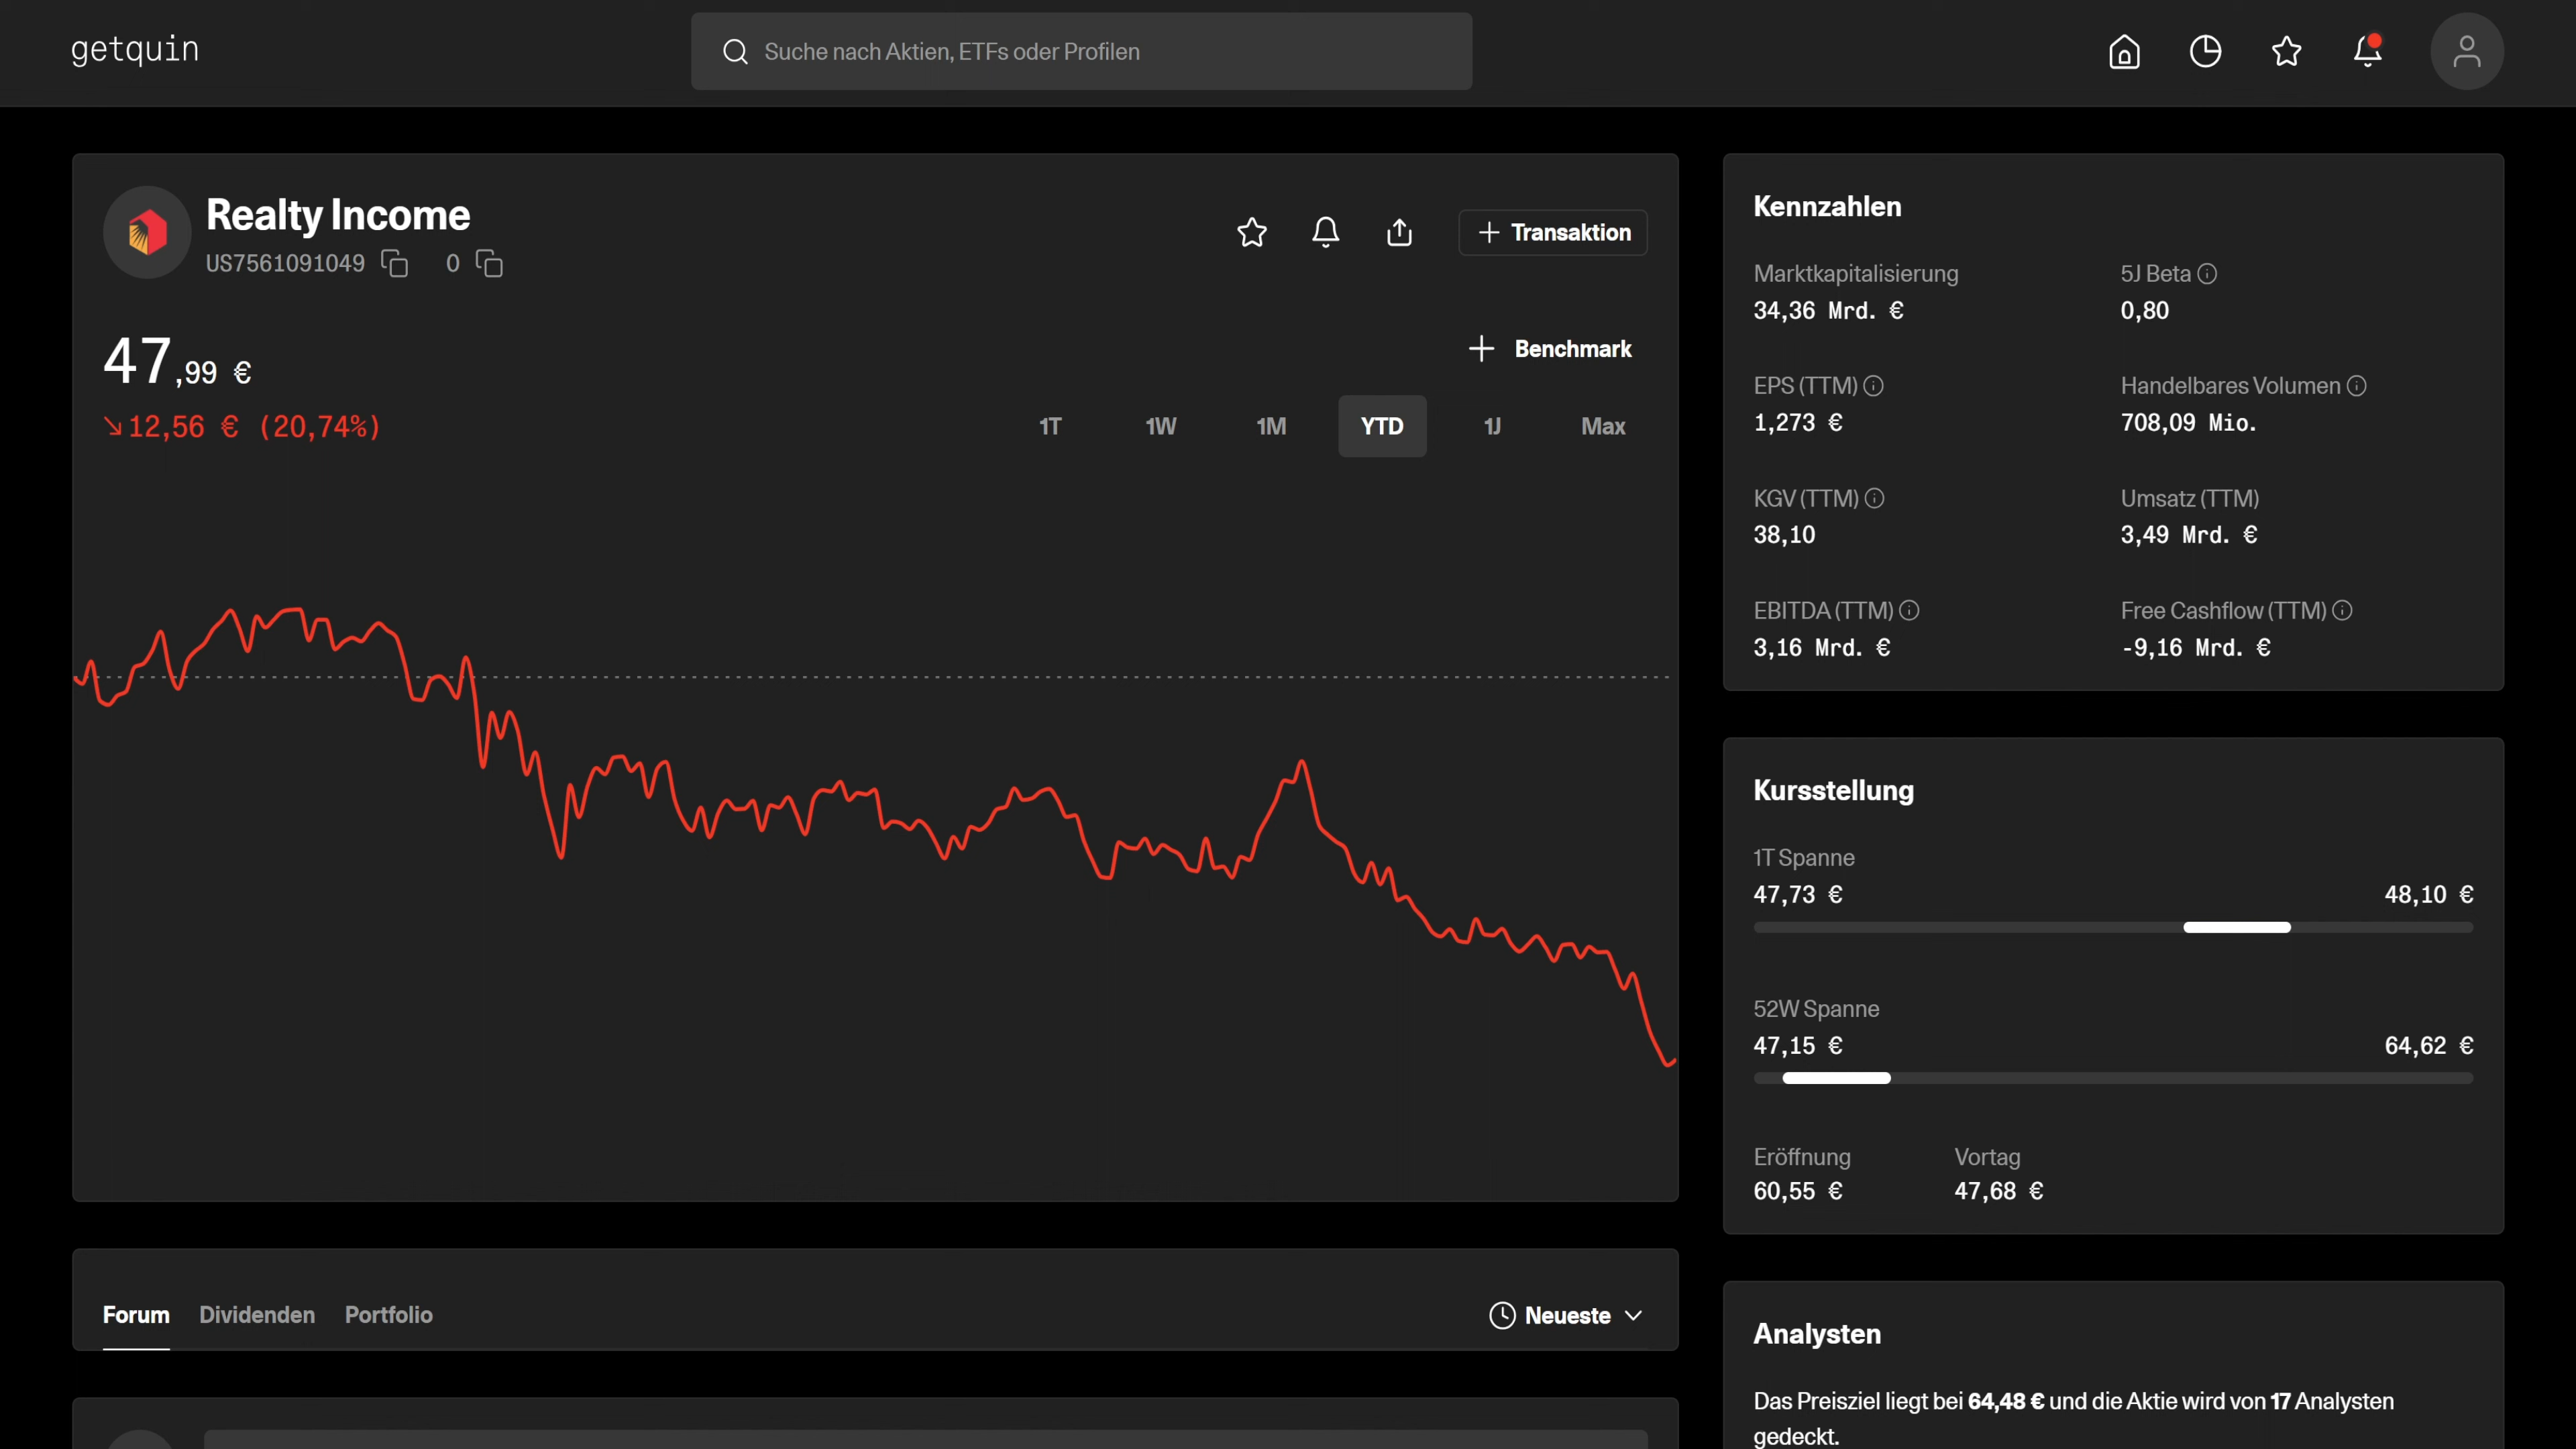 getquin
Suche nach Aktien, ETFs oder Profilen
Realty Income
US7561091049 O
Transaktion
47,99 €
12,56 € (20,74%)
Benchmark
1T 1W 1M YTD 1J Max
Kennzahlen
Marktkapitalisierung 5J Beta
34,36 Mrd. € 0,80
EPS (TTM) Handelbares Volumen
1,273 € 708,09 Mio.
KGV (TTM) Umsatz (TTM)
38,10 3,49 Mrd. €
EBITDA (TTM) Free Cashflow (TTM)
3,16 Mrd. € -9,16 Mrd. €
Kursstellung
1T Spanne
47,73 € 48,10 €
52W Spanne
47,15 € 64,62 €
Eröffnung Vortag
60,55 € 47,68 €
Forum Dividenden Portfolio Neueste
Analysten
Das Preisziel liegt bei 64,48 € und die Aktie wird von 17 Analysten
gedeckt.